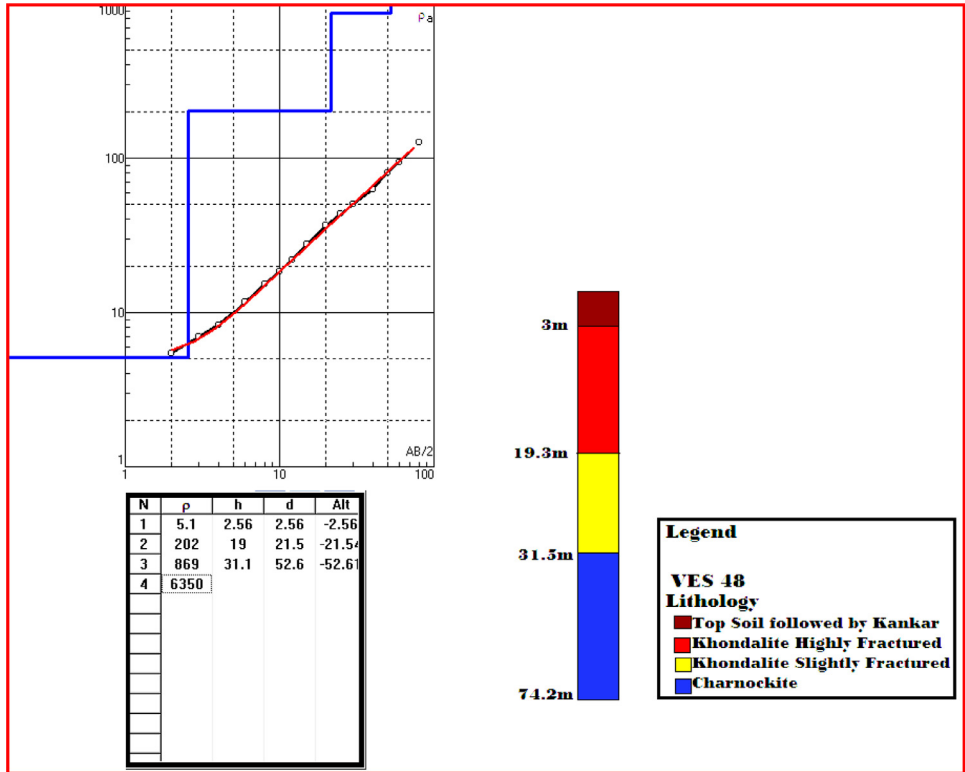 1000
ρa
100
10
1
AB/2
1 10 100
N ρ h d Alt
1 5.1 2.56 2.56 -2.56
2 202 19 21.5 -21.54
3 869 31.1 52.6 -52.61
4 6350
3m
19.3m
31.5m
74.2m
Legend
VES 48
Lithology
Top Soil followed by Kankar
Khondalite Highly Fractured
Khondalite Slightly Fractured
Charnockite